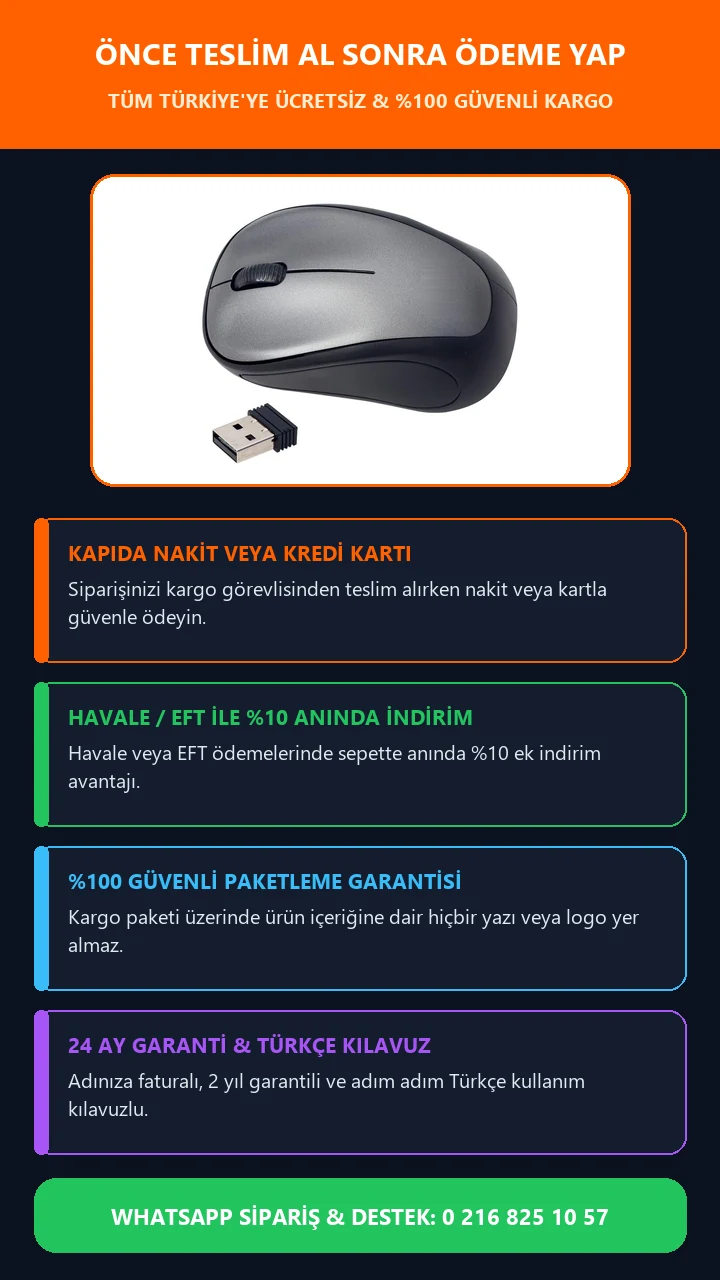 ÖNCE TESLİM AL SONRA ÖDEME YAP
TÜM TÜRKİYE'YE ÜCRETSİZ & %100 GÜVENLİ KARGO
KAPIDA NAKİT VEYA KREDİ KARTI
Siparişinizi kargo görevlisinden teslim alırken nakit veya kartla
güvenle ödeyin.
HAVALE / EFT İLE %10 ANINDA İNDİRİM
Havale veya EFT ödemelerinde sepette anında %10 ek indirim
avantajı.
%100 GÜVENLİ PAKETLEME GARANTİSİ
Kargo paketi üzerinde ürün içeriğine dair hiçbir yazı veya logo yer
almaz.
24 AY GARANTİ & TÜRKÇE KILAVUZ
Adınıza faturalı, 2 yıl garantili ve adım adım Türkçe kullanım
kılavuzlu.
WHATSAPP SİPARİŞ & DESTEK: 0 216 825 10 57